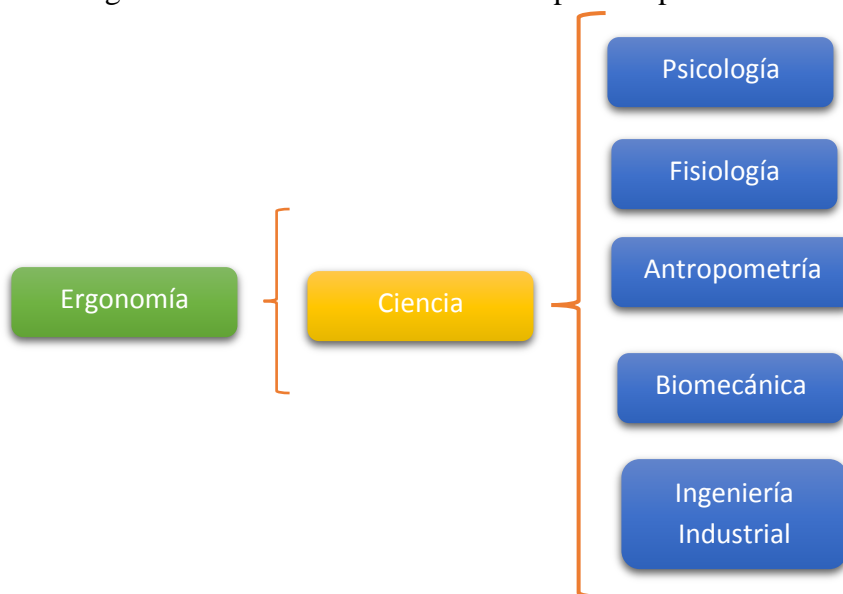 Psicología
Fisiología
Antropometría
Ergonomía
Ciencia
Biomecánica
Ingeniería
Industrial